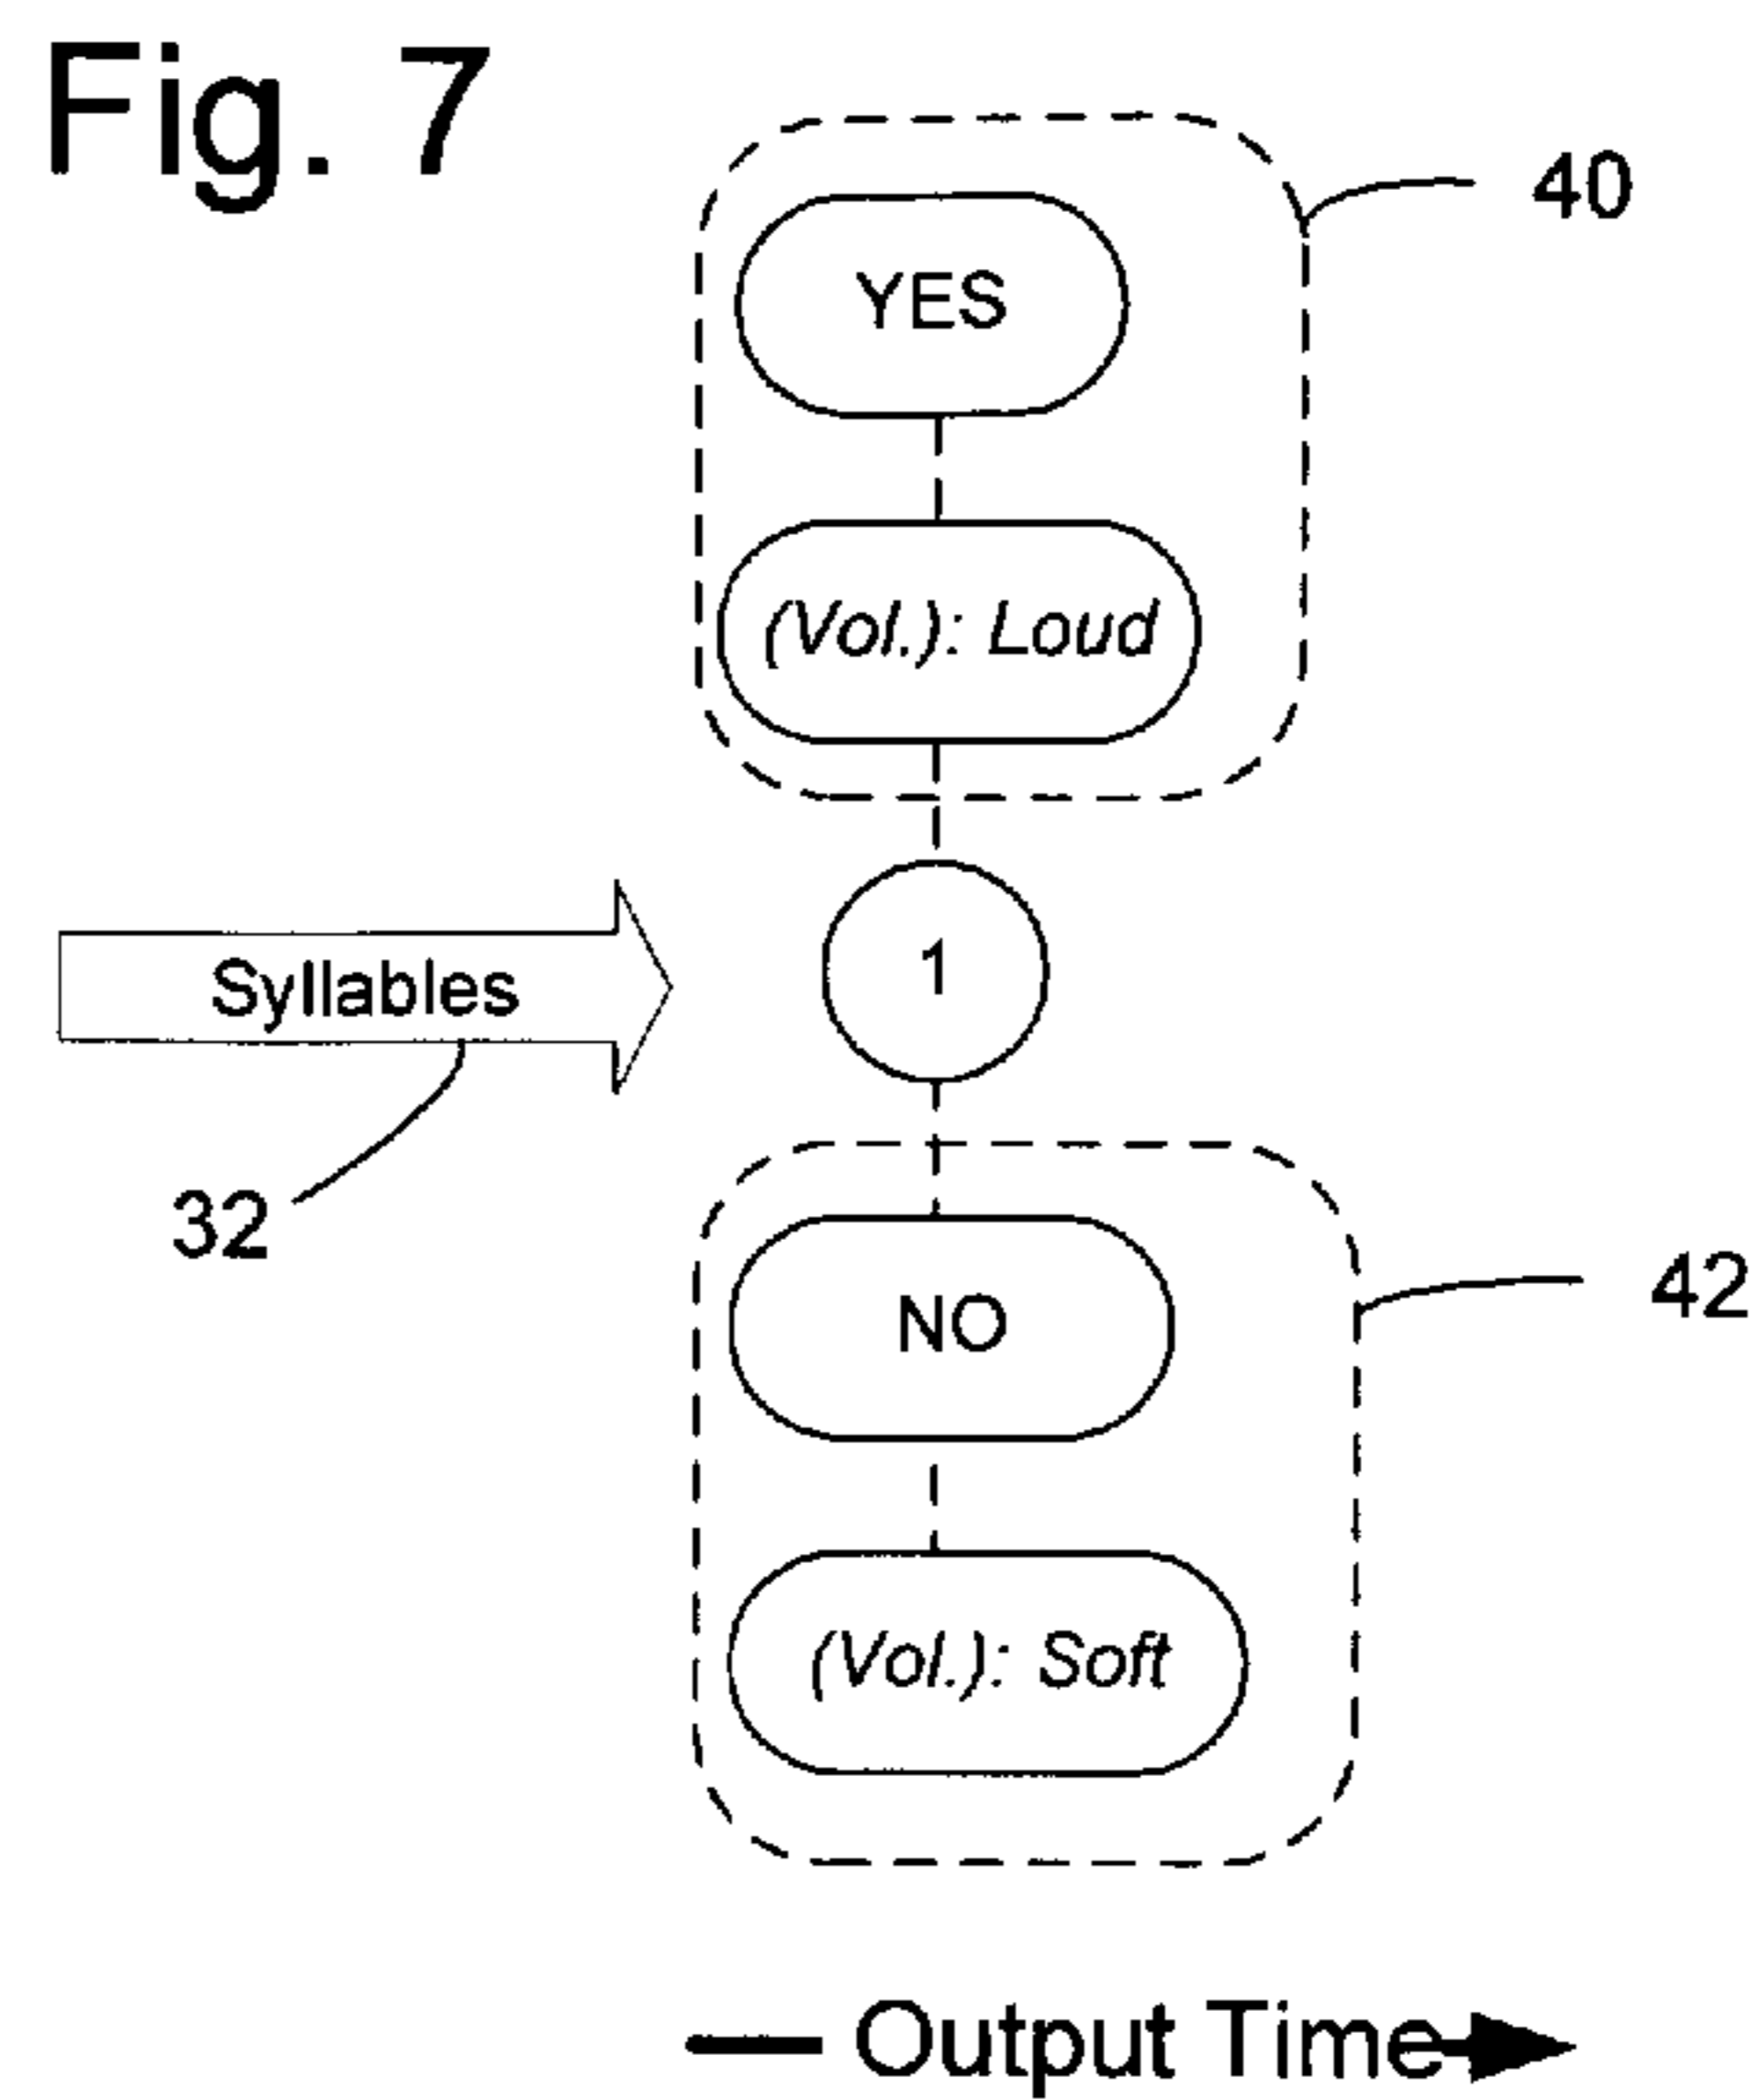 Fig. 7
40
YES
(Vol.): Loud
1
Syllables
32
NO
42
(Vol.): Soft
Output Time